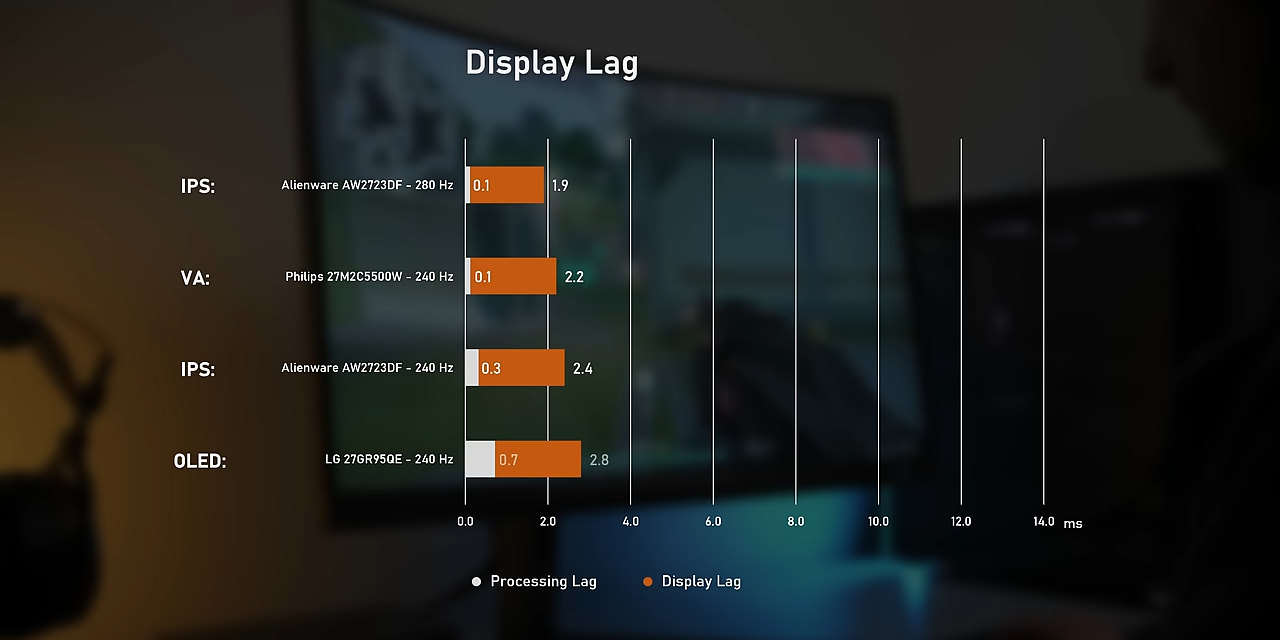 Display Lag
IPS: Alienware AW2723DF - 280 Hz 0.1 1.9
VA: Philips 27M2C5500W - 240 Hz 0.1 2.2
IPS: Alienware AW2723DF - 240 Hz 0.3 2.4
OLED: LG 27GR95QE - 240 Hz 0.7 2.8
0.0 2.0 4.0 6.0 8.0 10.0 12.0 14.0 ms
Processing Lag Display Lag